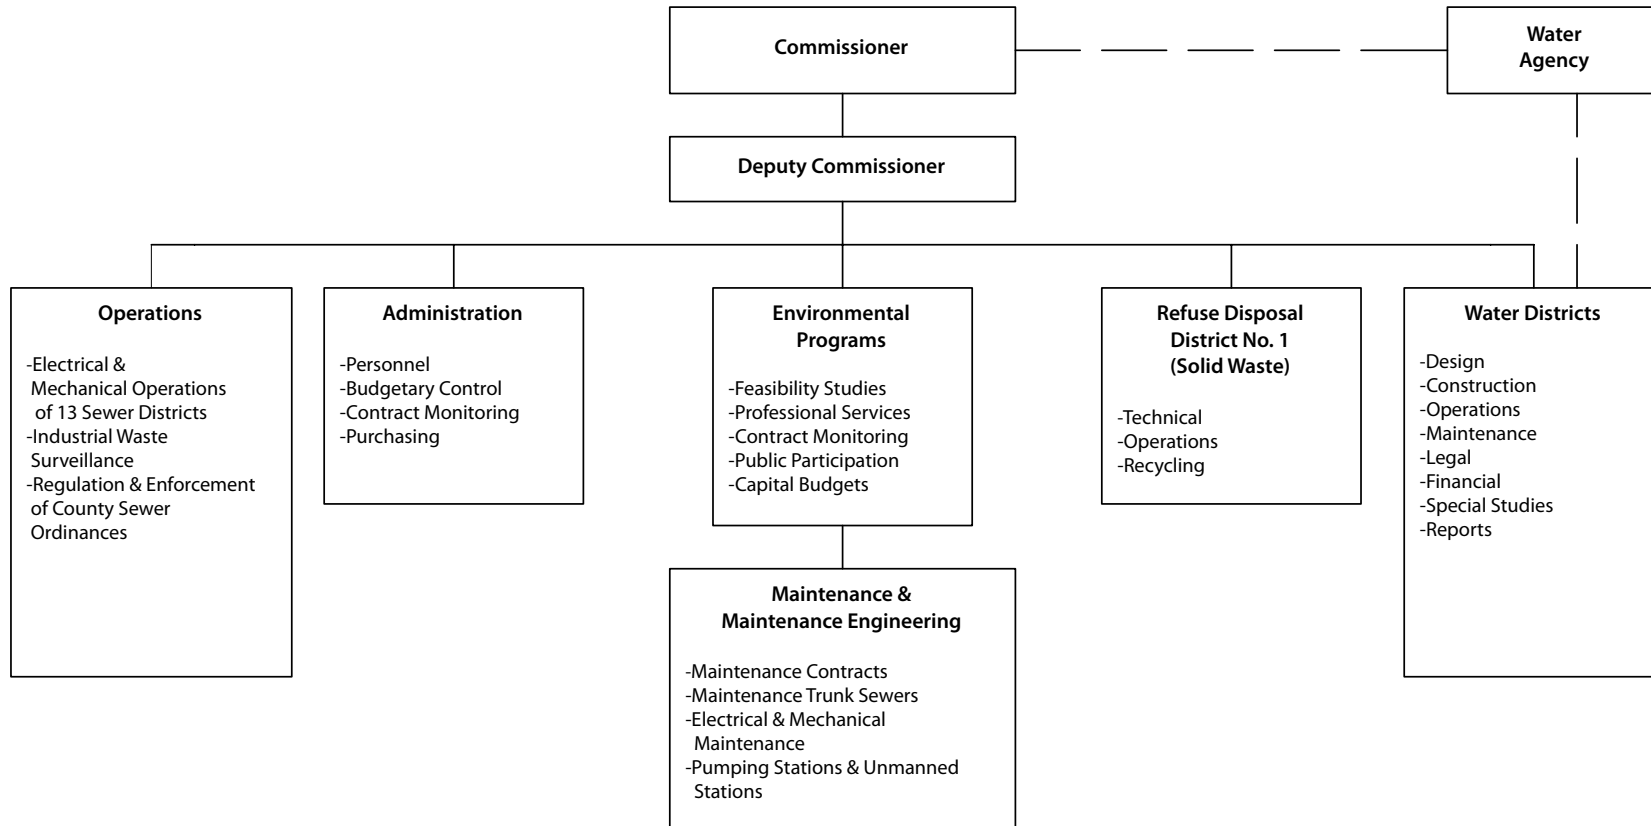 Commissioner
Water
Agency
Deputy Commissioner
Operations
-Electrical &
Mechanical Operations
of 13 Sewer Districts
-Industrial Waste
Surveillance
-Regulation & Enforcement
of County Sewer
Ordinances
Administration
-Personnel
-Budgetary Control
-Contract Monitoring
-Purchasing
Environmental
Programs
-Feasibility Studies
-Professional Services
-Contract Monitoring
-Public Participation
-Capital Budgets
Refuse Disposal
District No. 1
(Solid Waste)
-Technical
-Operations
-Recycling
Water Districts
-Design
-Construction
-Operations
-Maintenance
-Legal
-Financial
-Special Studies
-Reports
Maintenance &
Maintenance Engineering
-Maintenance Contracts
-Maintenance Trunk Sewers
-Electrical & Mechanical
Maintenance
-Pumping Stations & Unmanned
Stations